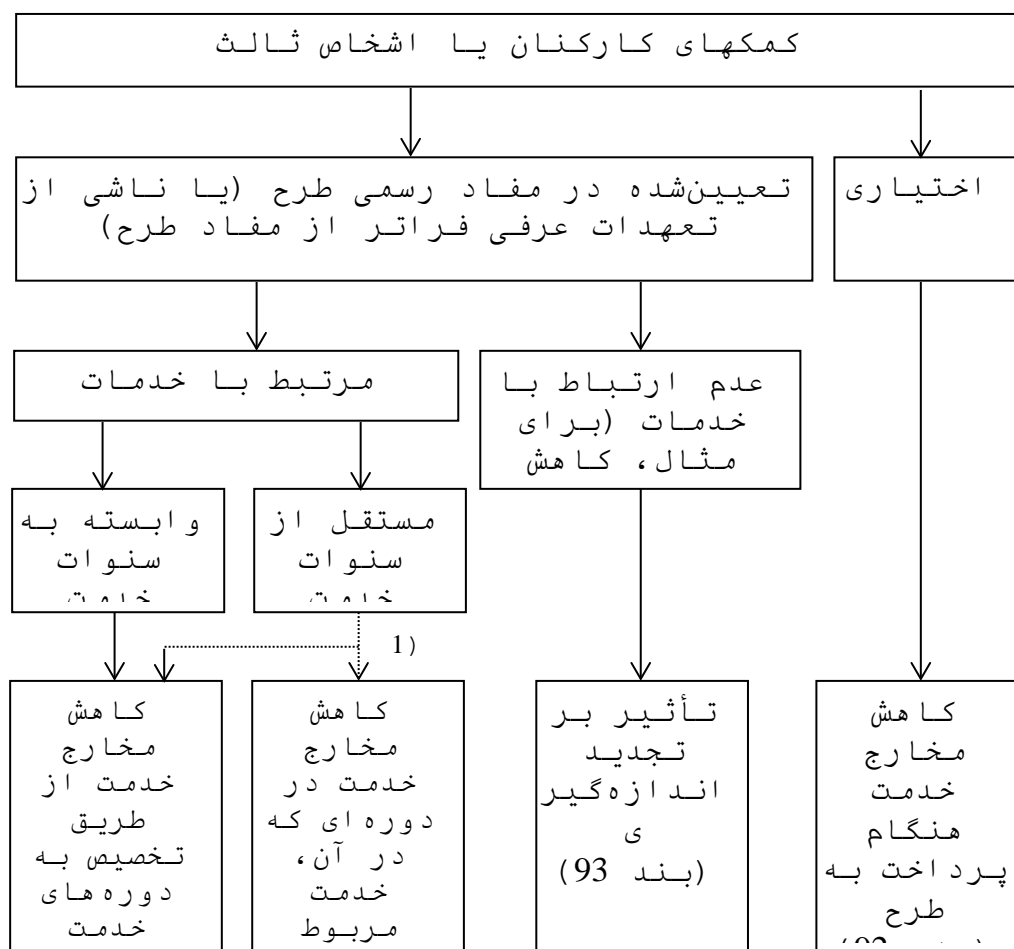 کمکهای کارکنان یا اشخاص ثالث
اختیاری
تعیین‌شده در مفاد رسمی طرح (یا ناشی از
تعهدات عرفی فراتر از مفاد طرح)
عدم ارتباط با
خدمات (برای
مثال، کاهش
مرتبط با خدمات
مستقل از
سنوات
خدمت
وابسته به
سنوات
خدمت
1)
کاهش
مخارج
خدمت
هنگام
پرداخت به
طرح
تأثیر بر
تجدید
اندازه‌گیر
ی
(بند 93)
کاهش
مخارج
خدمت در
دوره ای که
در آن،
خدمت
مربوط
کاهش
مخارج
خدمت از
طریق
تخصیص به
دوره‌های
خدمت